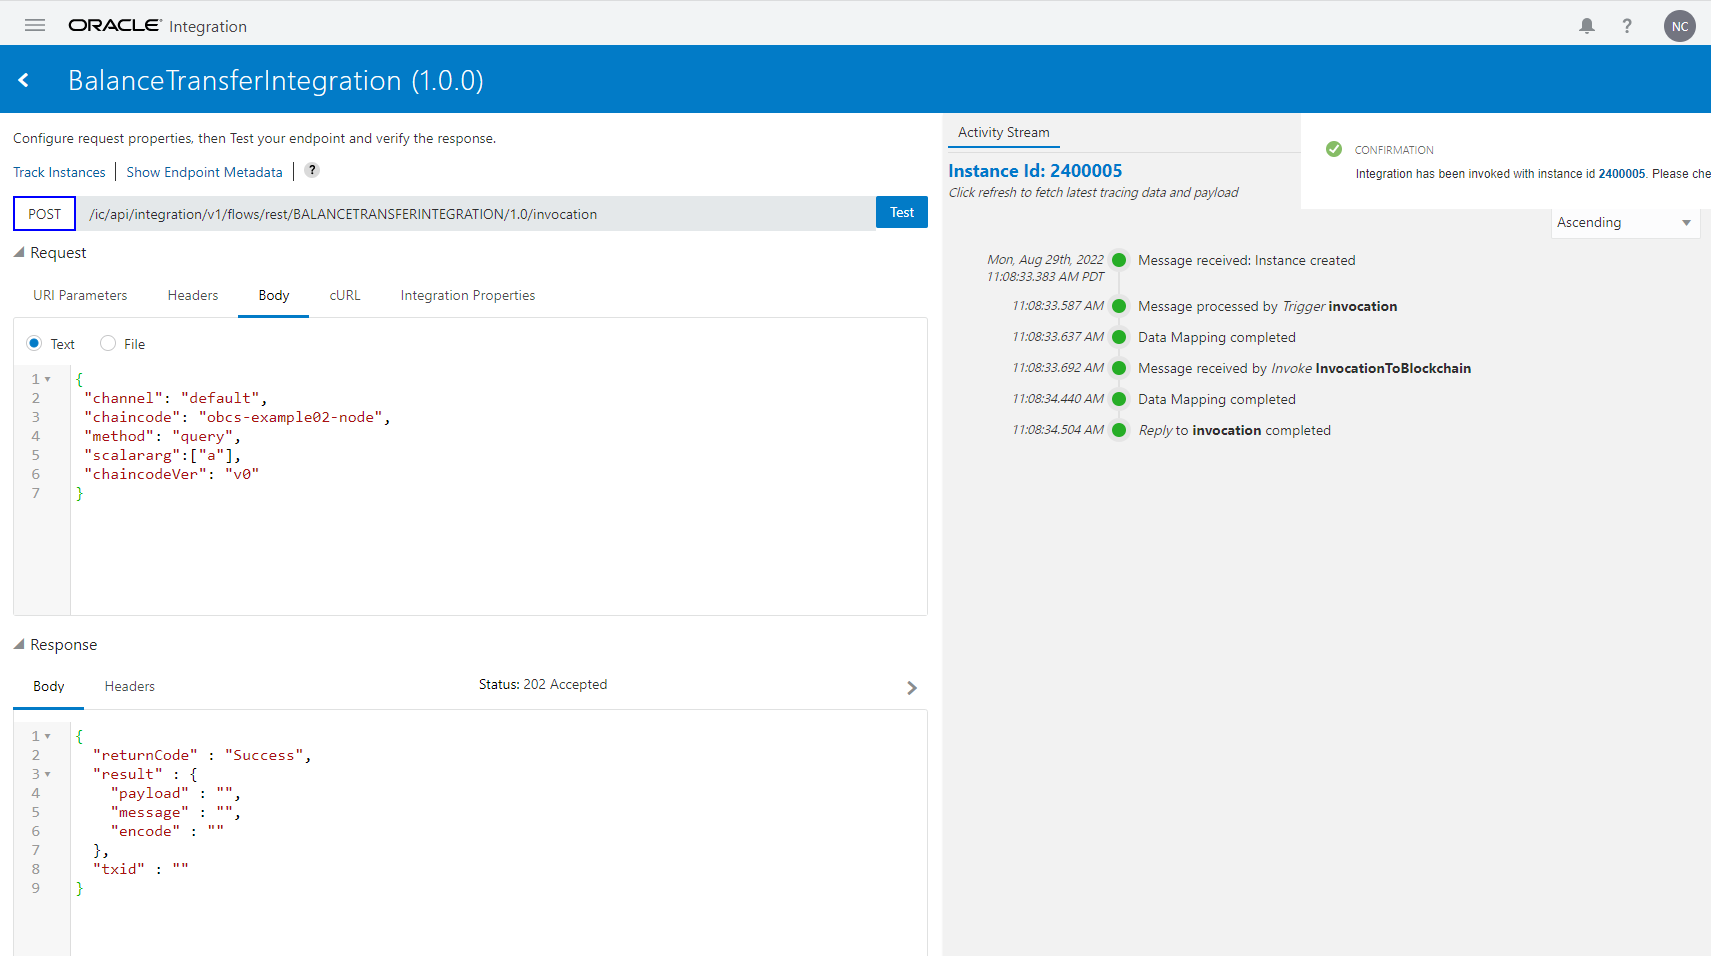 ORACLE Integration
NC
BalanceTransferIntegration (1.0.0)
Configure request properties, then Test your endpoint and verify the response.
Track Instances | Show Endpoint Metadata | ?
POST /ic/api/integration/v1/flows/rest/BALANCETRANSFERINTEGRATION/1.0/invocation Test
Request
URI Parameters Headers Body cURL Integration Properties
Text File
1 {
2 "channel": "default",
3 "chaincode": "obcs-example02-node",
4 "method": "query",
5 "scalararg":["a"],
6 "chaincodeVer": "v0"
7 }
Response
Body Headers Status: 202 Accepted
1 {
2 "returnCode" : "Success",
3 "result" : {
4 "payload" : "",
5 "message" : "",
6 "encode" : ""
7 },
8 "txid" : ""
9 }
Activity Stream
CONFIRMATION
Integration has been invoked with instance id 2400005. Please che
Instance Id: 2400005
Click refresh to fetch latest tracing data and payload
Ascending
Mon, Aug 29th, 2022
11:08:33.383 AM PDT Message received: Instance created
11:08:33.587 AM Message processed by Trigger invocation
11:08:33.637 AM Data Mapping completed
11:08:33.692 AM Message received by Invoke InvocationToBlockchain
11:08:34.440 AM Data Mapping completed
11:08:34.504 AM Reply to invocation completed